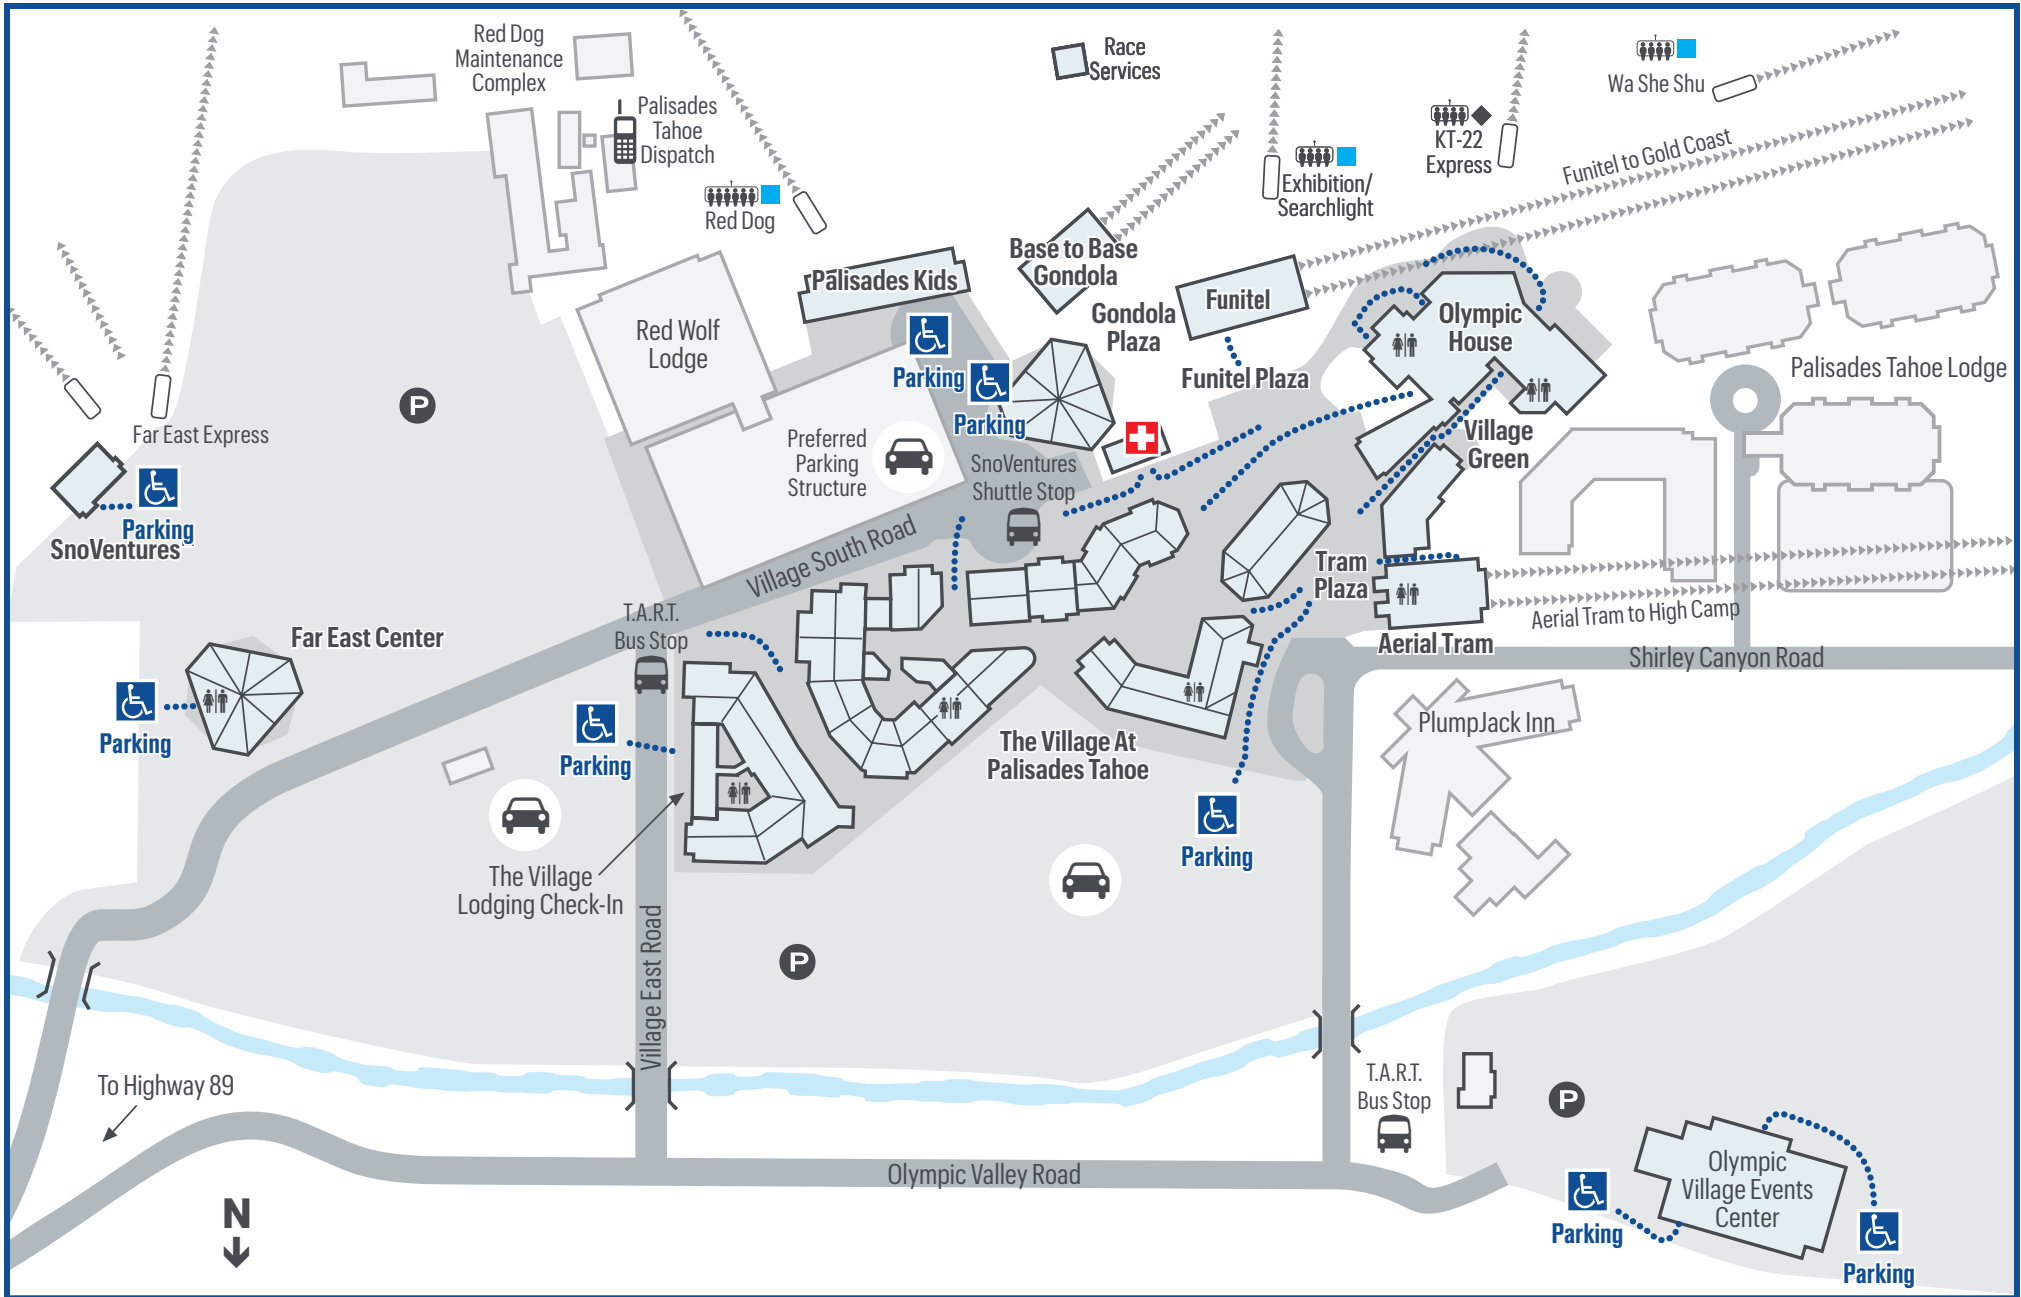 Red Dog
Maintenance
Complex
Palisades
Tahoe
Dispatch
Red Dog
Race
Services
Wa She Shu
KT-22
Express
Exhibition/
Searchlight
Funitel to Gold Coast
Base to Base
Gondola
Palisades Kids
Gondola
Plaza
Funitel
Olympic
House
Red Wolf
Lodge
Parking
Parking
Funitel Plaza
Palisades Tahoe Lodge
P
Far East Express
Preferred
Parking
Structure
SnoVentures
Shuttle Stop
Village
Green
Parking
SnoVentures
Village South Road
Tram
Plaza
T.A.R.T.
Bus Stop
Aerial Tram to High Camp
Far East Center
Aerial Tram
Shirley Canyon Road
Parking
Parking
PlumpJack Inn
The Village At
Palisades Tahoe
Parking
The Village
Lodging Check-In
P
Village East Road
To Highway 89
T.A.R.T.
Bus Stop
P
Olympic Valley Road
Olympic
Village Events
Center
N
Parking
Parking